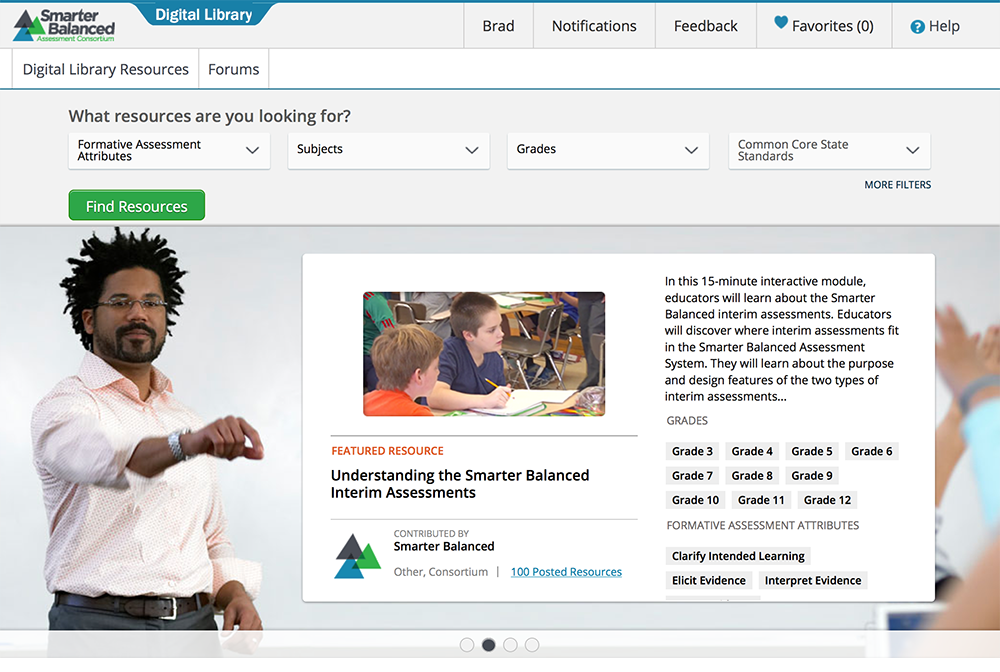 Smarter
Balanced
Assessment Consortium
Digital Library
Brad
Notifications
Feedback
Favorites (0)
? Help
Digital Library Resources
Forums
What resources are you looking for?
Formative Assessment
Attributes
Subjects
Grades
Common Core State
Standards
MORE FILTERS
Find Resources
FEATURED RESOURCE
Understanding the Smarter Balanced
Interim Assessments
CONTRIBUTED BY
Smarter Balanced
Other, Consortium | 100 Posted Resources
In this 15-minute interactive module,
educators will learn about the Smarter
Balanced interim assessments. Educators
will discover where interim assessments fit
in the Smarter Balanced Assessment
System. They will learn about the purpose
and design features of the two types of
interim assessments...
GRADES
Grade 3 Grade 4 Grade 5 Grade 6
Grade 7 Grade 8 Grade 9
Grade 10 Grade 11 Grade 12
FORMATIVE ASSESSMENT ATTRIBUTES
Clarify Intended Learning
Elicit Evidence Interpret Evidence